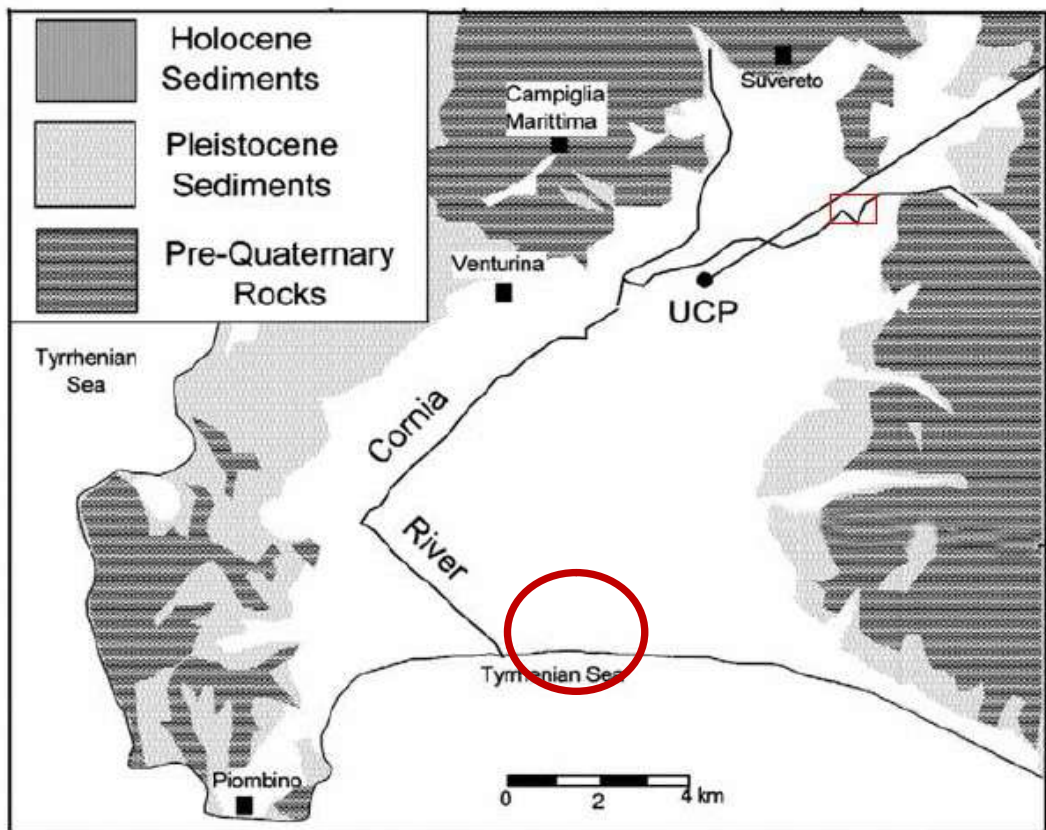 Holocene
Sediments
Pleistocene
Sediments
Pre-Quaternary
Rocks
Campiglia
Marittima
Suvereto
Venturina
UCP
Tyrrhenian
Sea
Cornia
River
Tyrrhenian Sea
Piombino
0 2 4 km